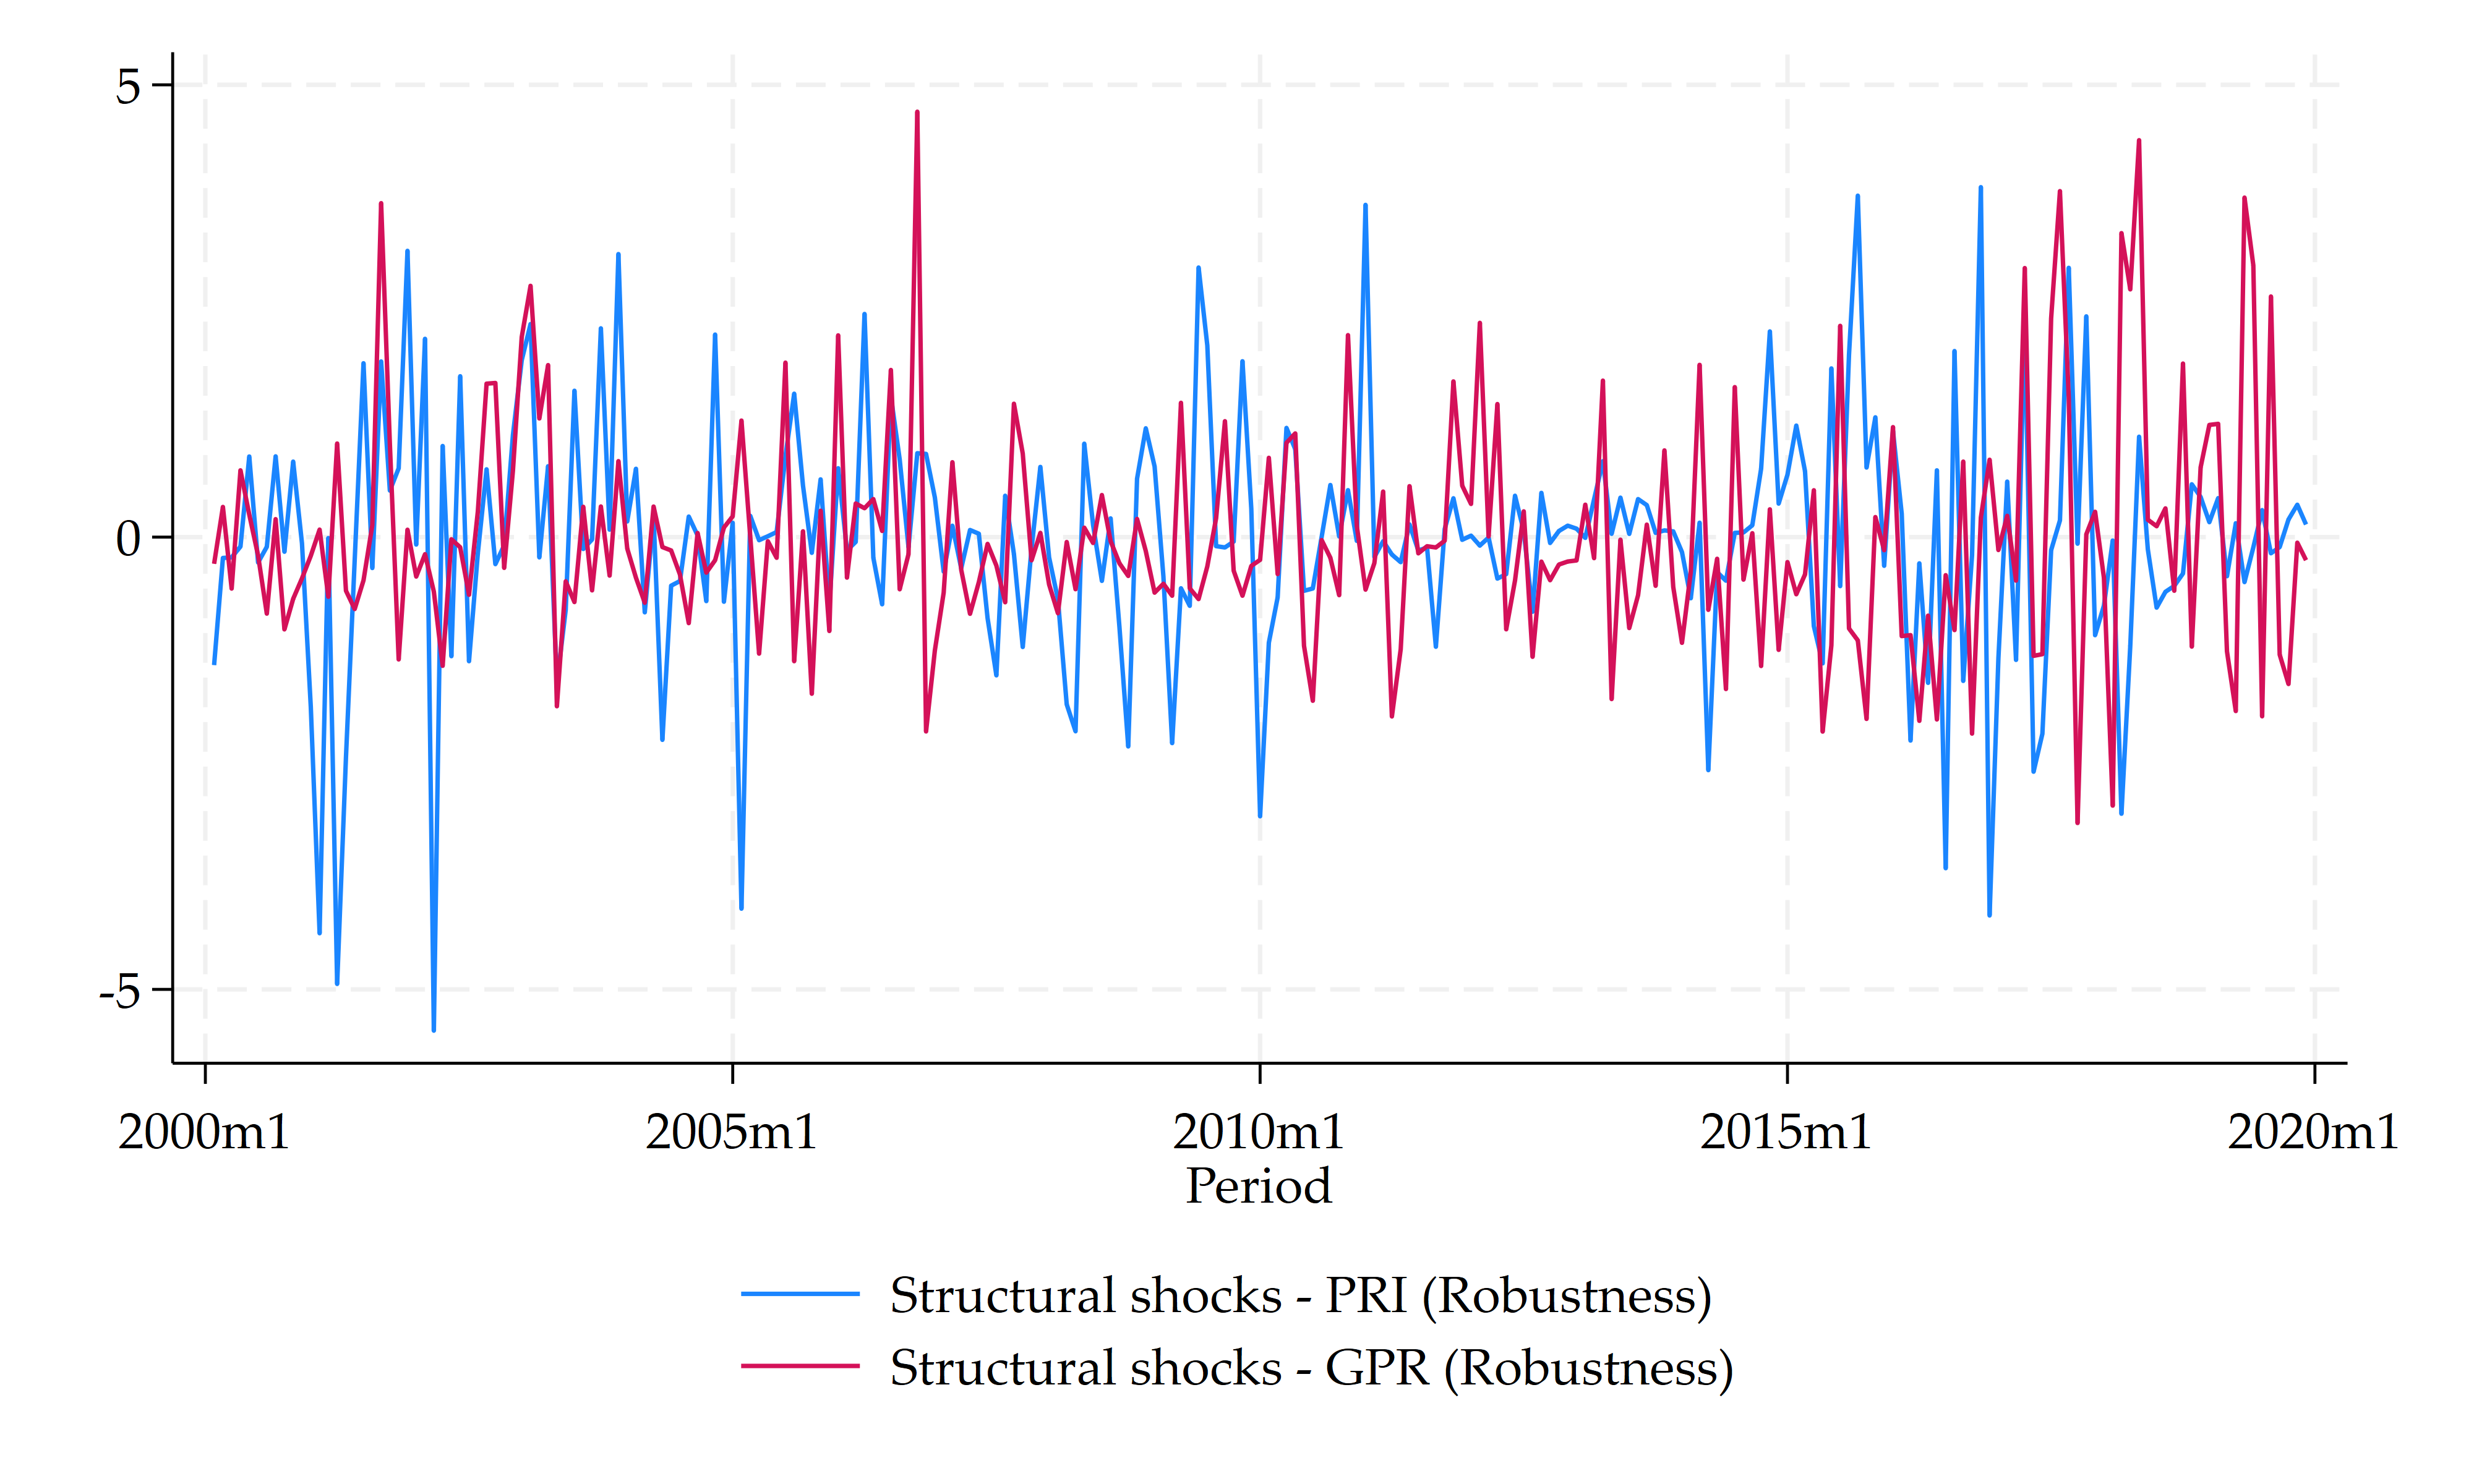 5
0
-5
2000m1 2005m1 2010m1 2015m1 2020m1
Period
Structural shocks - PRI (Robustness)
Structural shocks - GPR (Robustness)